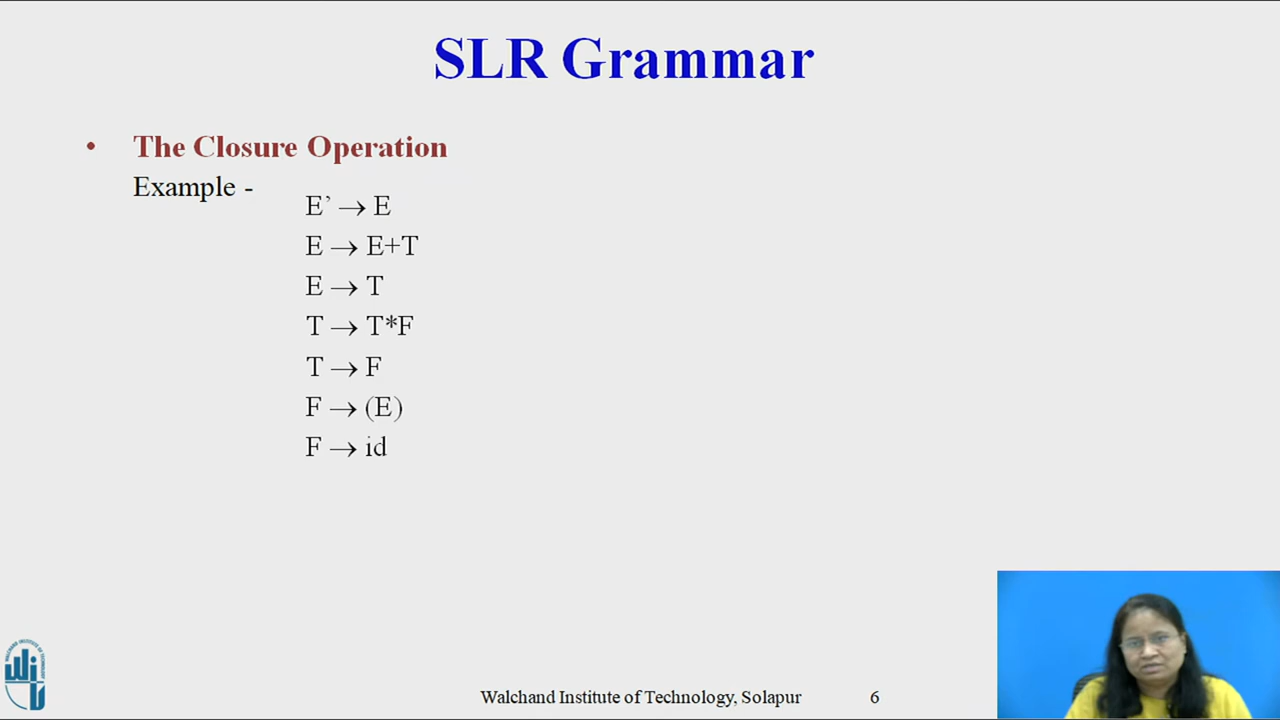 SLR Grammar
• The Closure Operation
Example -
E’ → E
E → E+T
E → T
T → T*F
T → F
F → (E)
F → id
Walchand Institute of Technology, Solapur 6